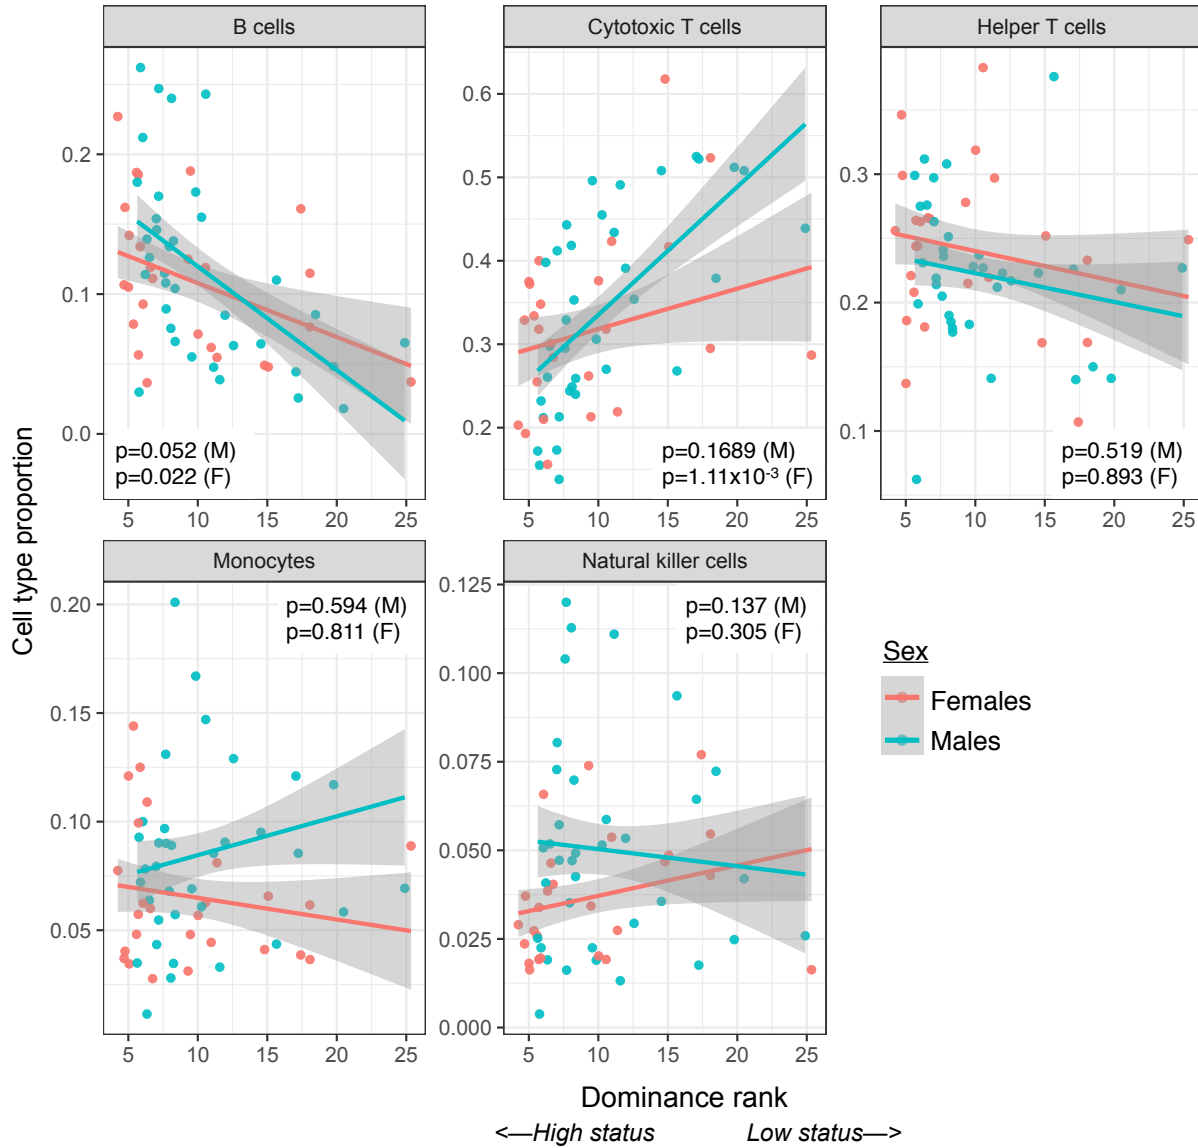 B cells
Cytotoxic T cells
Helper T cells
0.2
0.1
0.0
p=0.052 (M)
p=0.022 (F)
5 10 15 20 25
0.6
0.5
0.4
0.3
0.2
p=0.1689 (M)
p=1.11x10⁻³ (F)
5 10 15 20 25
0.3
0.2
0.1
p=0.519 (M)
p=0.893 (F)
5 10 15 20 25
Cell type proportion
Monocytes
Natural killer cells
0.20
0.15
0.10
0.05
p=0.594 (M)
p=0.811 (F)
5 10 15 20 25
0.125
0.100
0.075
0.050
0.025
0.000
p=0.137 (M)
p=0.305 (F)
5 10 15 20 25
Sex
Females
Males
Dominance rank
<—High status Low status—>